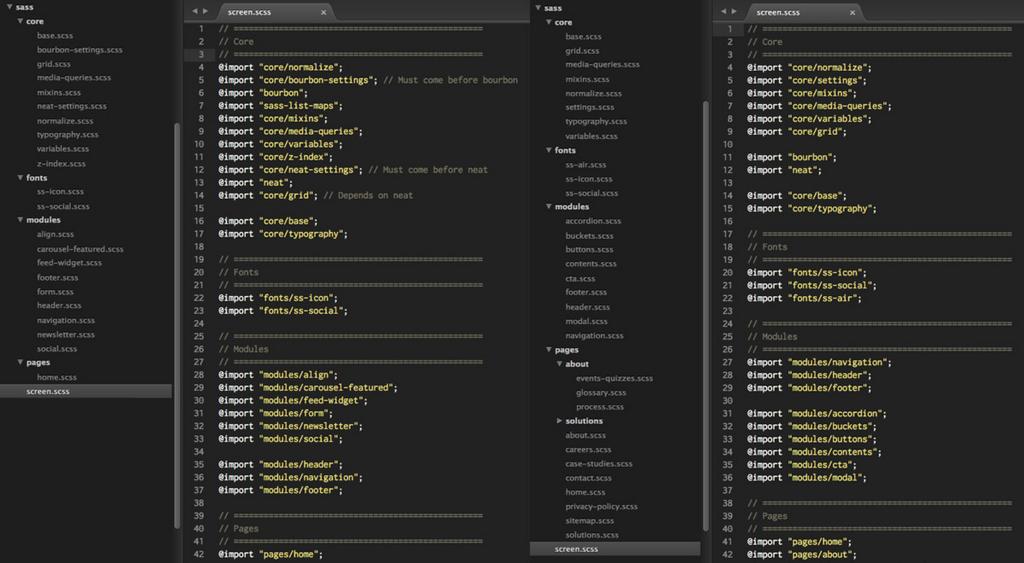 sass
core
base.scss
bourbon-settings.scss
grid.scss
media-queries.scss
mixins.scss
neat-settings.scss
normalize.scss
typography.scss
variables.scss
z-index.scss
fonts
ss-icon.scss
ss-social.scss
modules
align.scss
carousel-featured.scss
feed-widget.scss
footer.scss
form.scss
header.scss
navigation.scss
newsletter.scss
social.scss
pages
home.scss
screen.scss
screen.scss ×
1 // ================================================
2 // Core
3 // ================================================
4 @import "core/normalize";
5 @import "core/bourbon-settings"; // Must come before bourbon
6 @import "bourbon";
7 @import "sass-list-maps";
8 @import "core/mixins";
9 @import "core/media-queries";
10 @import "core/variables";
11 @import "core/z-index";
12 @import "core/neat-settings"; // Must come before neat
13 @import "neat";
14 @import "core/grid"; // Depends on neat
15
16 @import "core/base";
17 @import "core/typography";
18
19 // ================================================
20 // Fonts
21 // ================================================
22 @import "fonts/ss-icon";
23 @import "fonts/ss-social";
24
25 // ================================================
26 // Modules
27 // ================================================
28 @import "modules/align";
29 @import "modules/carousel-featured";
30 @import "modules/feed-widget";
31 @import "modules/form";
32 @import "modules/newsletter";
33 @import "modules/social";
34
35 @import "modules/header";
36 @import "modules/navigation";
37 @import "modules/footer";
38
39 // ================================================
40 // Pages
41 // ================================================
42 @import "pages/home";
sass
core
base.scss
grid.scss
media-queries.scss
mixins.scss
normalize.scss
settings.scss
typography.scss
variables.scss
fonts
ss-air.scss
ss-icon.scss
ss-social.scss
modules
accordion.scss
buckets.scss
buttons.scss
contents.scss
cta.scss
footer.scss
header.scss
modal.scss
navigation.scss
pages
about
events-quizzes.scss
glossary.scss
process.scss
solutions
about.scss
careers.scss
case-studies.scss
contact.scss
home.scss
privacy-policy.scss
sitemap.scss
solutions.scss
screen.scss
screen.scss ×
1 // ================================================
2 // Core
3 // ================================================
4 @import "core/normalize";
5 @import "core/settings";
6 @import "core/mixins";
7 @import "core/media-queries";
8 @import "core/variables";
9 @import "core/grid";
10
11 @import "bourbon";
12 @import "neat";
13
14 @import "core/base";
15 @import "core/typography";
16
17 // ================================================
18 // Fonts
19 // ================================================
20 @import "fonts/ss-icon";
21 @import "fonts/ss-social";
22 @import "fonts/ss-air";
23
24 // ================================================
25 // Modules
26 // ================================================
27 @import "modules/navigation";
28 @import "modules/header";
29 @import "modules/footer";
30
31 @import "modules/accordion";
32 @import "modules/buckets";
33 @import "modules/buttons";
34 @import "modules/contents";
35 @import "modules/cta";
36 @import "modules/modal";
37
38 // ================================================
39 // Pages
40 // ================================================
41 @import "pages/home";
42 @import "pages/about";